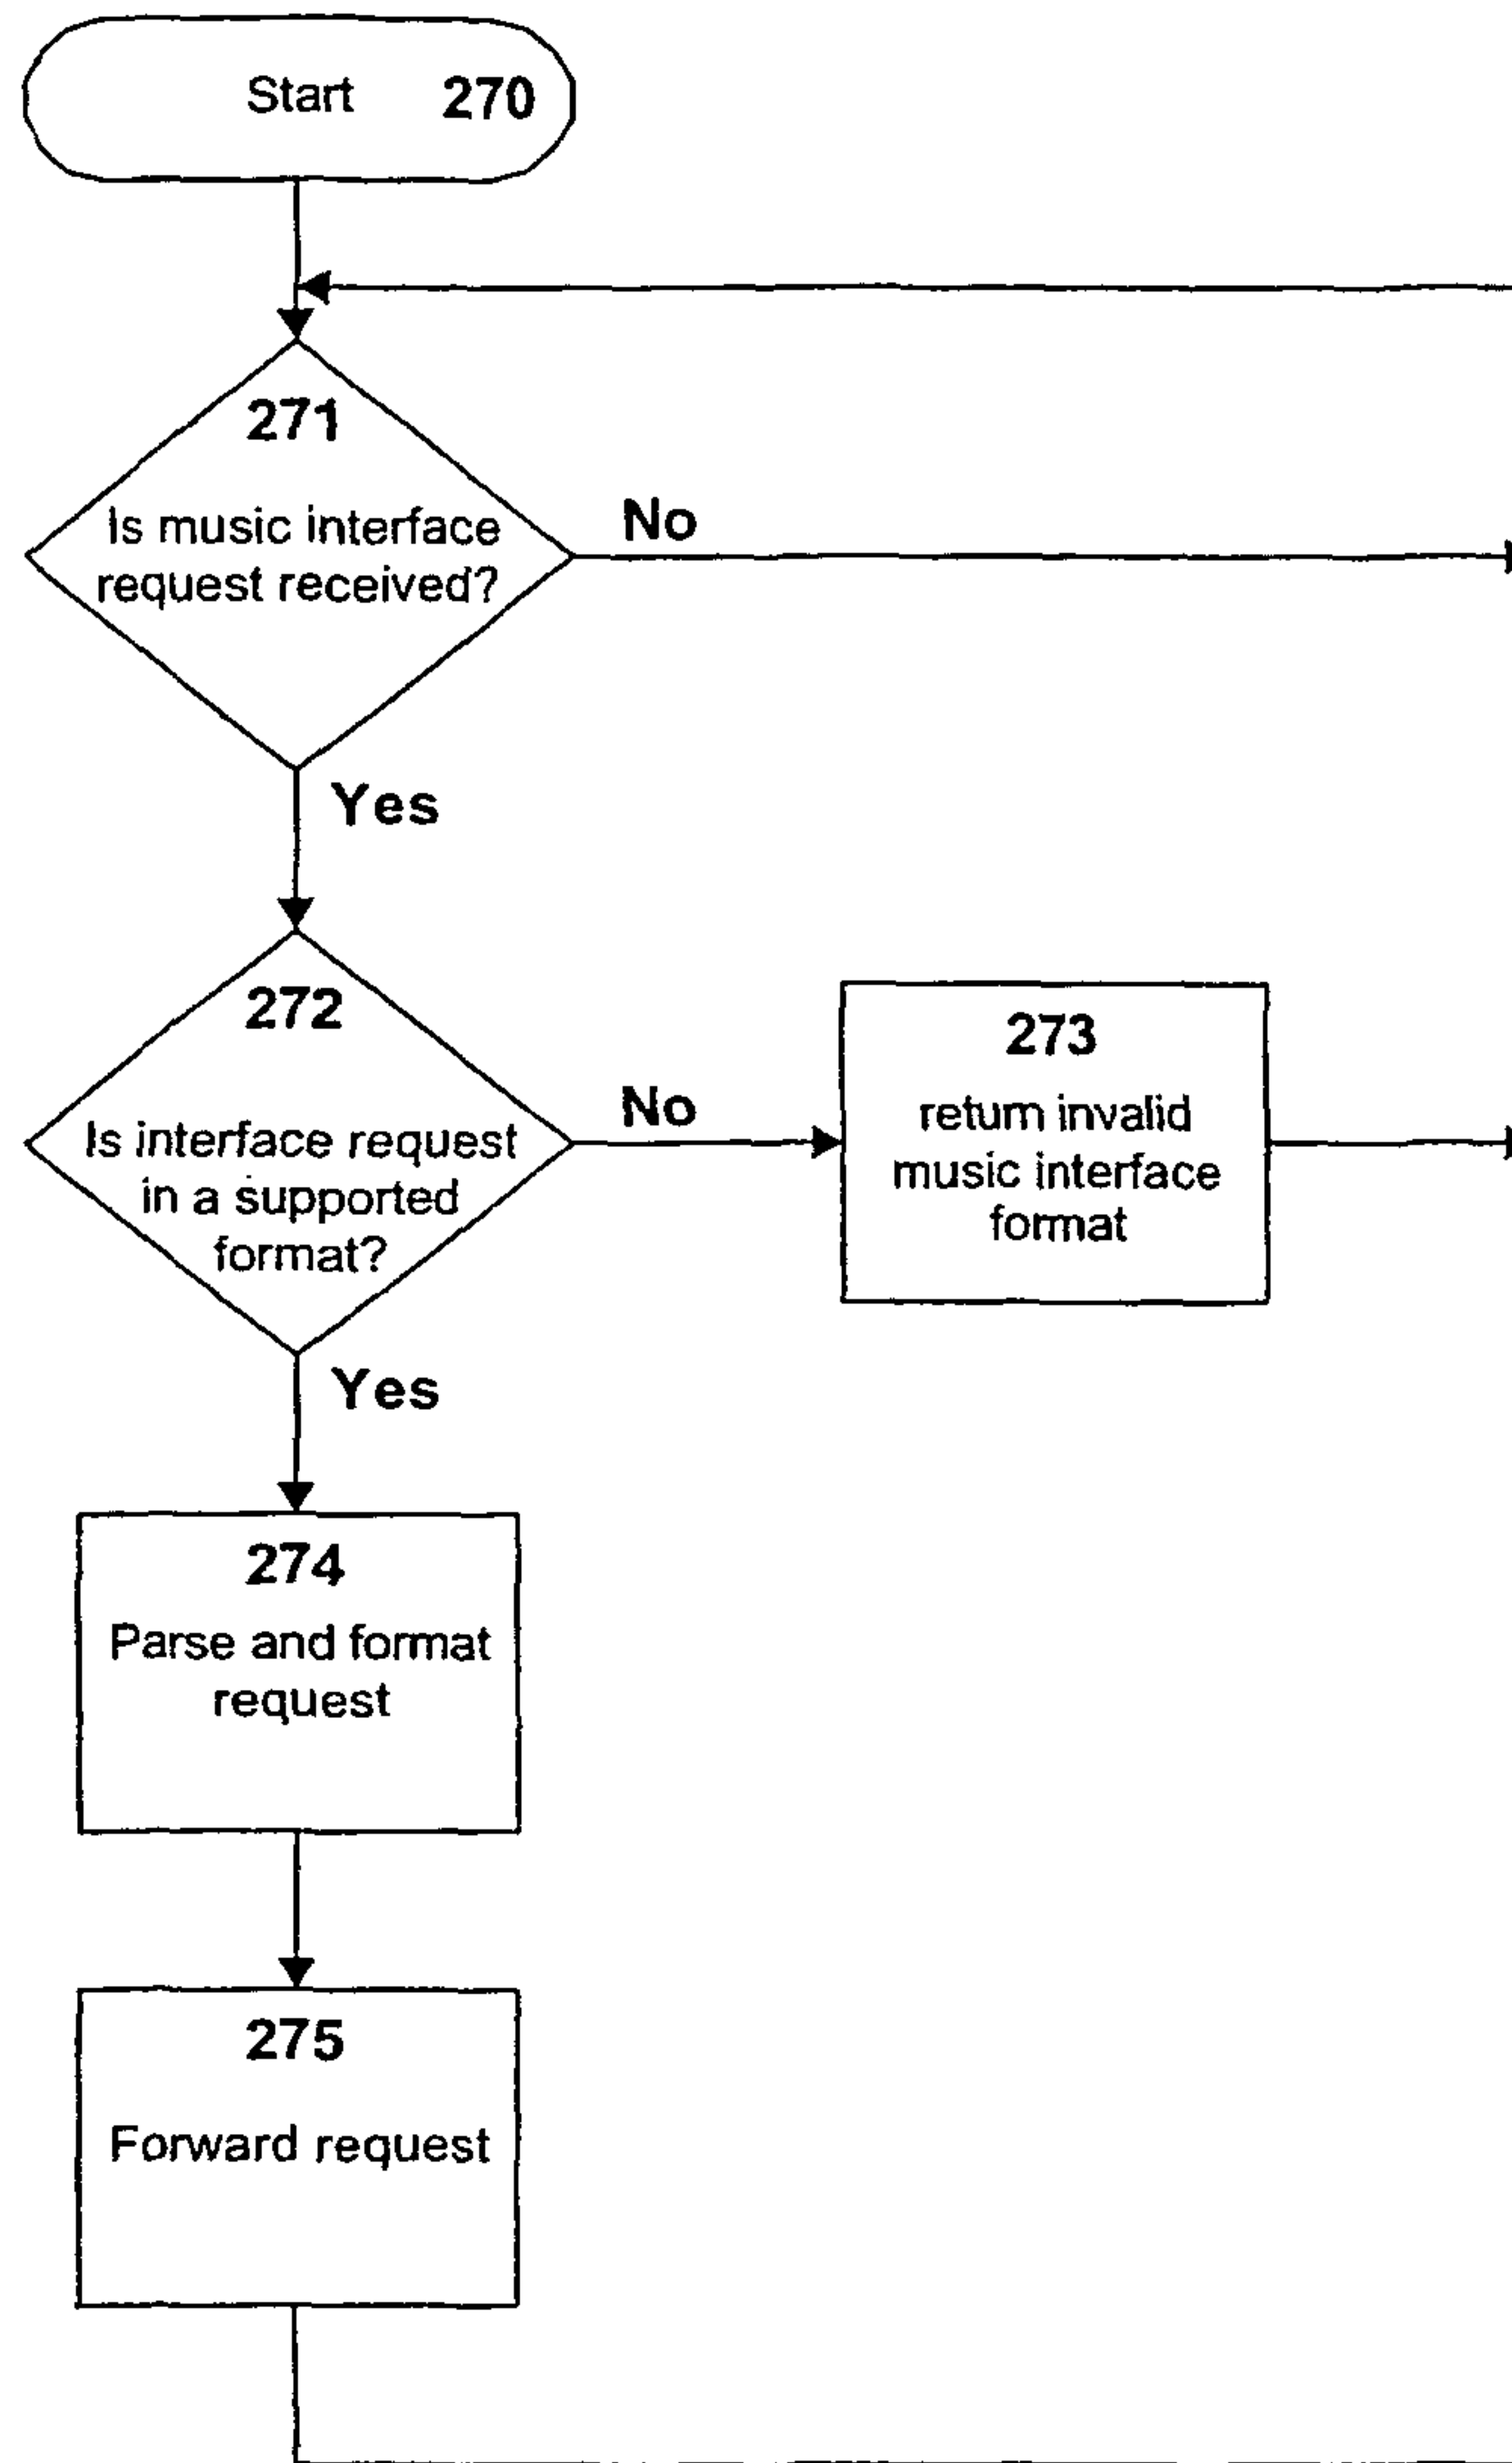 Start 270
271
Is music interface
request received?
No
Yes
272
Is interface request
in a supported
format?
No
273
return invalid
music interface
format
Yes
274
Parse and format
request
275
Forward request